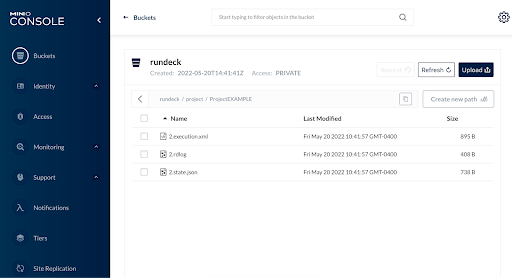 MINIO
CONSOLE
Buckets
Identity
Access
Monitoring
Support
Notifications
Tiers
Site Replication
← Buckets
Start typing to filter objects in the bucket
rundeck
Created: 2022-05-20T14:41:41Z Access: PRIVATE
Refresh
Upload
rundeck / project / ProjectEXAMPLE
Create new path
Name Last Modified Size
2.execution.xml Fri May 20 2022 10:41:57 GMT-0400 895 B
2.rdlog Fri May 20 2022 10:41:57 GMT-0400 408 B
2.state.json Fri May 20 2022 10:41:57 GMT-0400 738 B